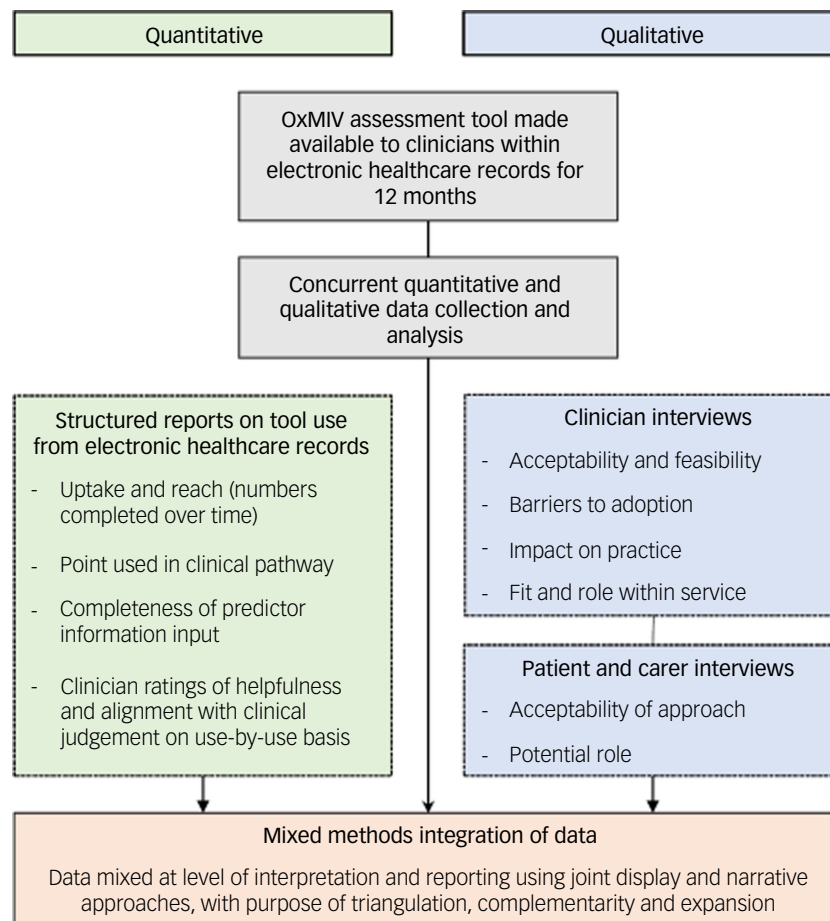 Quantitative
Qualitative
OxMIV assessment tool made
available to clinicians within
electronic healthcare records for
12 months
Concurrent quantitative and
qualitative data collection and
analysis
Structured reports on tool use
from electronic healthcare records
- Uptake and reach (numbers
completed over time)
- Point used in clinical pathway
- Completeness of predictor
information input
- Clinician ratings of helpfulness
and alignment with clinical
judgement on use-by-use basis
Clinician interviews
- Acceptability and feasibility
- Barriers to adoption
- Impact on practice
- Fit and role within service
Patient and carer interviews
- Acceptability of approach
- Potential role
Mixed methods integration of data
Data mixed at level of interpretation and reporting using joint display and narrative
approaches, with purpose of triangulation, complementarity and expansion